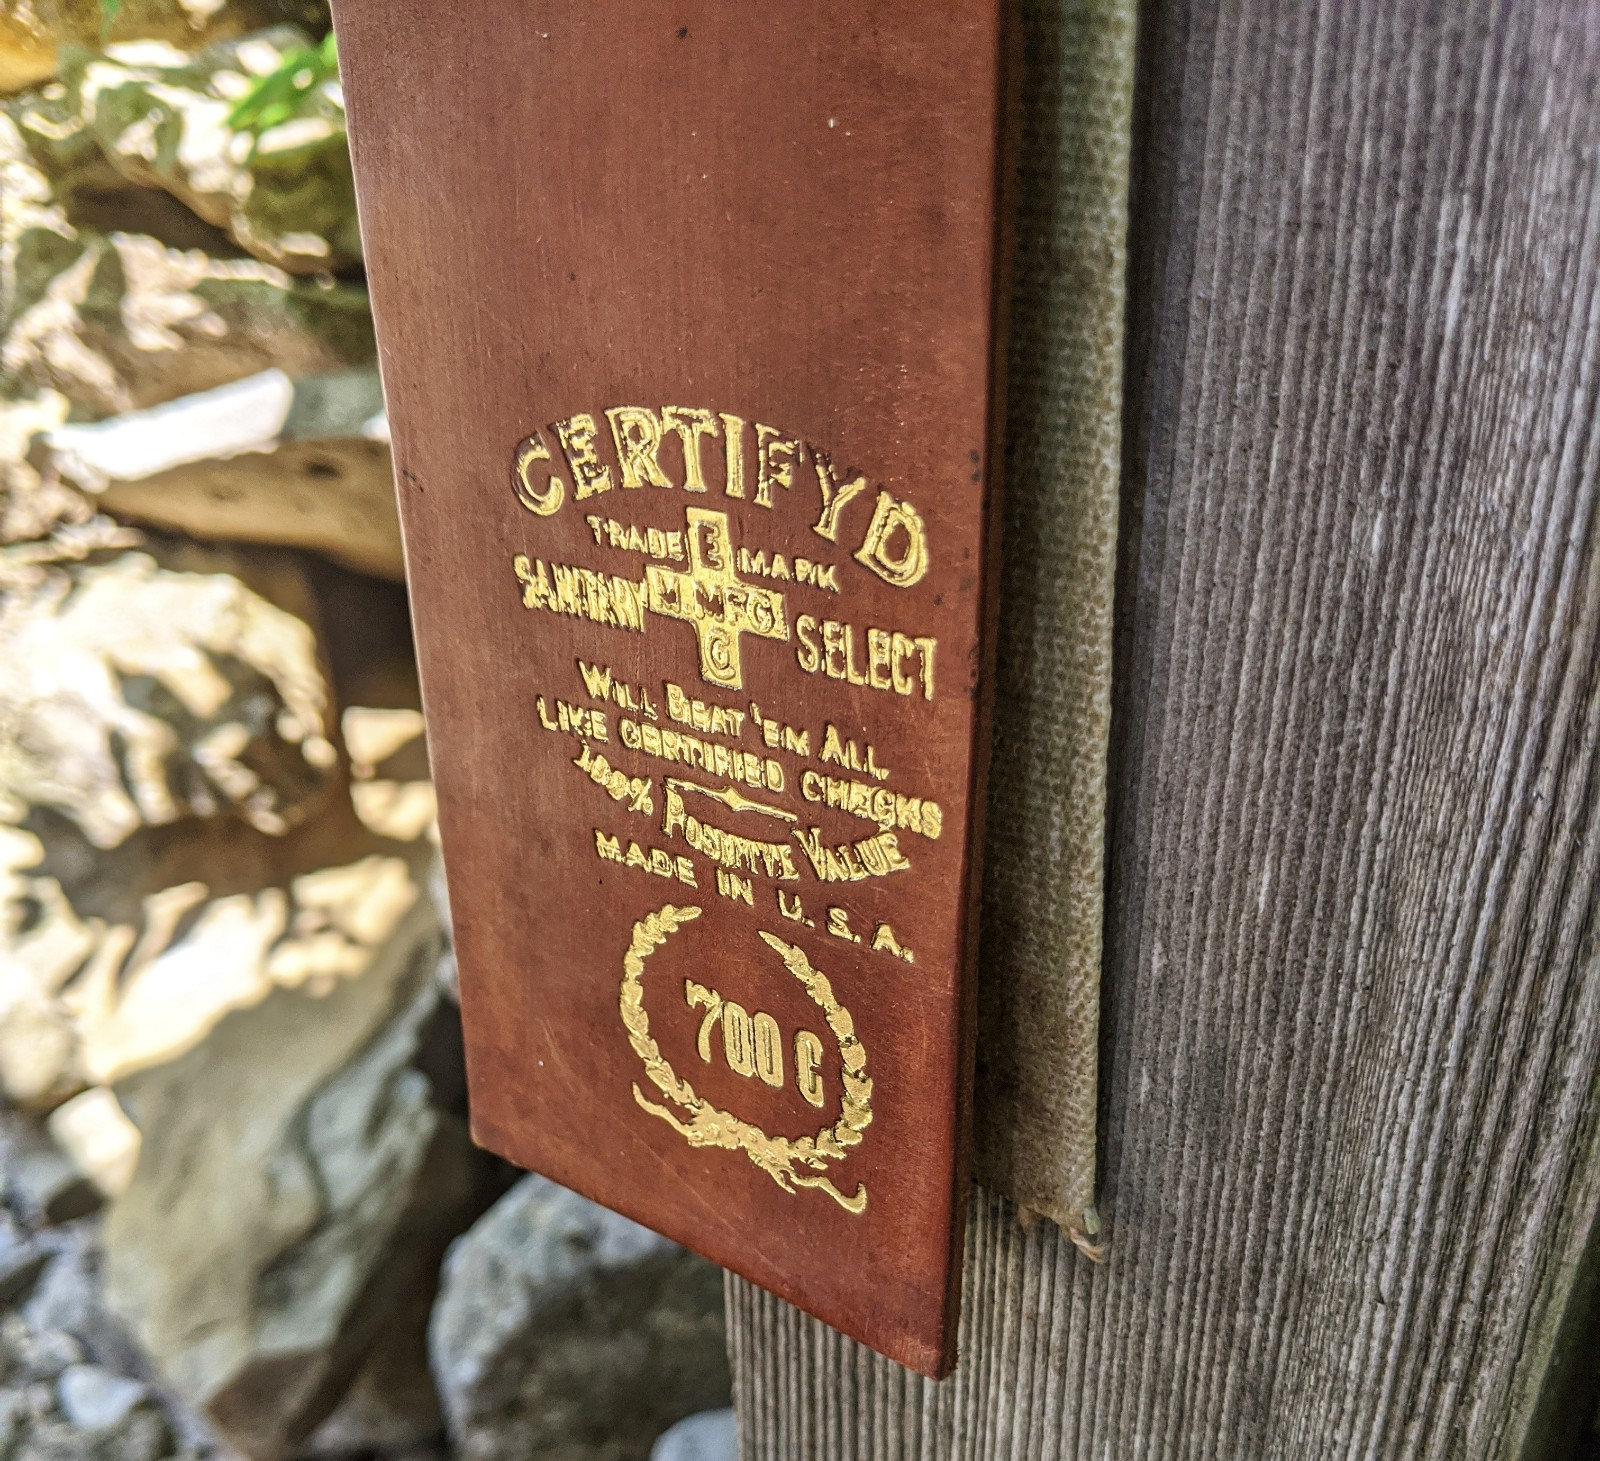 CERTIFYD
TRADE E MARK
SANITARY M.MFG. SELECT
C
WILL BEAT 'EM ALL
LIKE CERTIFIED CHECKS
100% POSITIVE VALUE
MADE IN U.S.A.
700 C